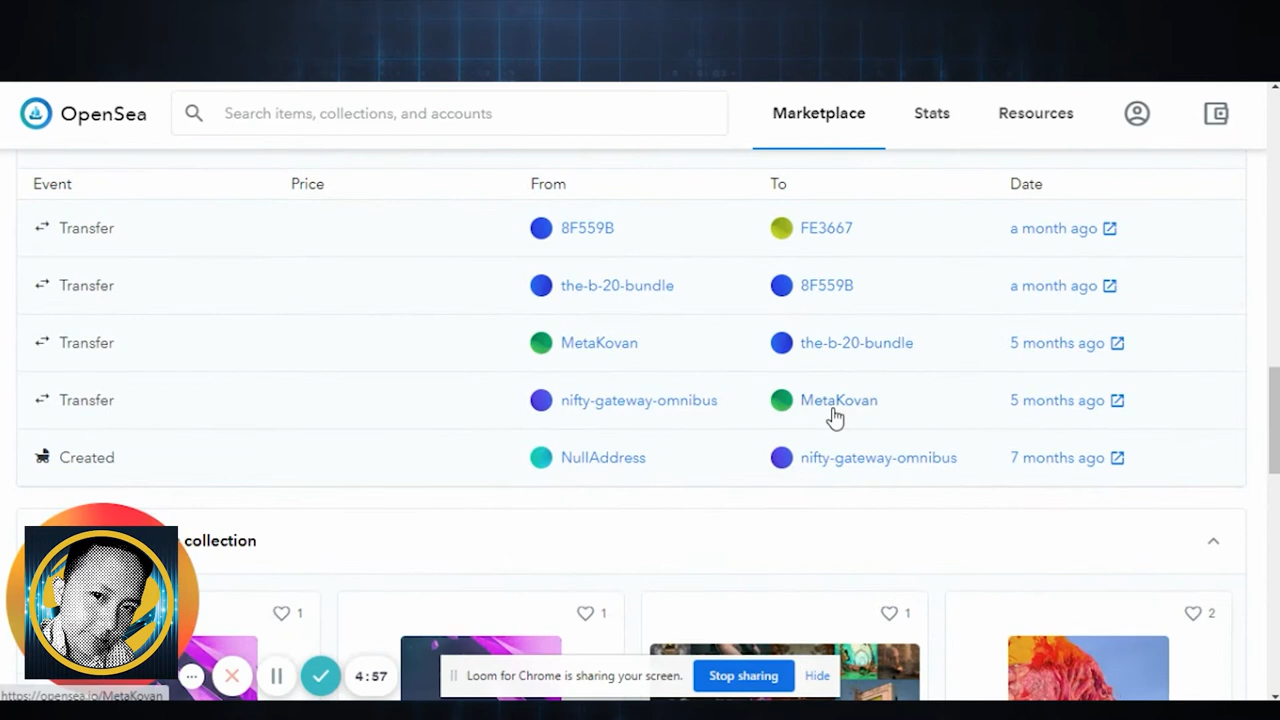 OpenSea Search items, collections, and accounts Marketplace Stats Resources
Event Price From To Date
Transfer 8F559B FE3667 a month ago
Transfer the-b-20-bundle 8F559B a month ago
Transfer MetaKovan the-b-20-bundle 5 months ago
Transfer nifty-gateway-omnibus MetaKovan 5 months ago
Created NullAddress nifty-gateway-omnibus 7 months ago
collection
1 1 1 2
4:57 Loom for Chrome is sharing your screen. Stop sharing Hide
https://opensea.io/MetaKovan